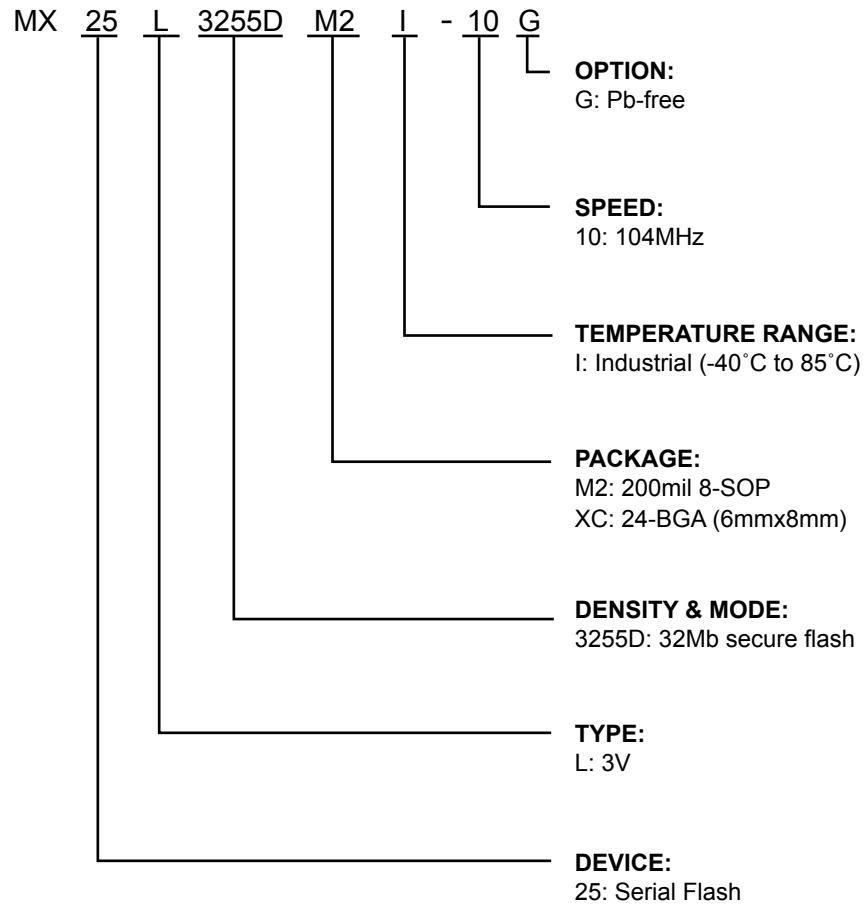 MX 25 L 3255D M2 I - 10 G
OPTION:
G: Pb-free
SPEED:
10: 104MHz
TEMPERATURE RANGE:
I: Industrial (-40˚C to 85˚C)
PACKAGE:
M2: 200mil 8-SOP
XC: 24-BGA (6mmx8mm)
DENSITY & MODE:
3255D: 32Mb secure flash
TYPE:
L: 3V
DEVICE:
25: Serial Flash